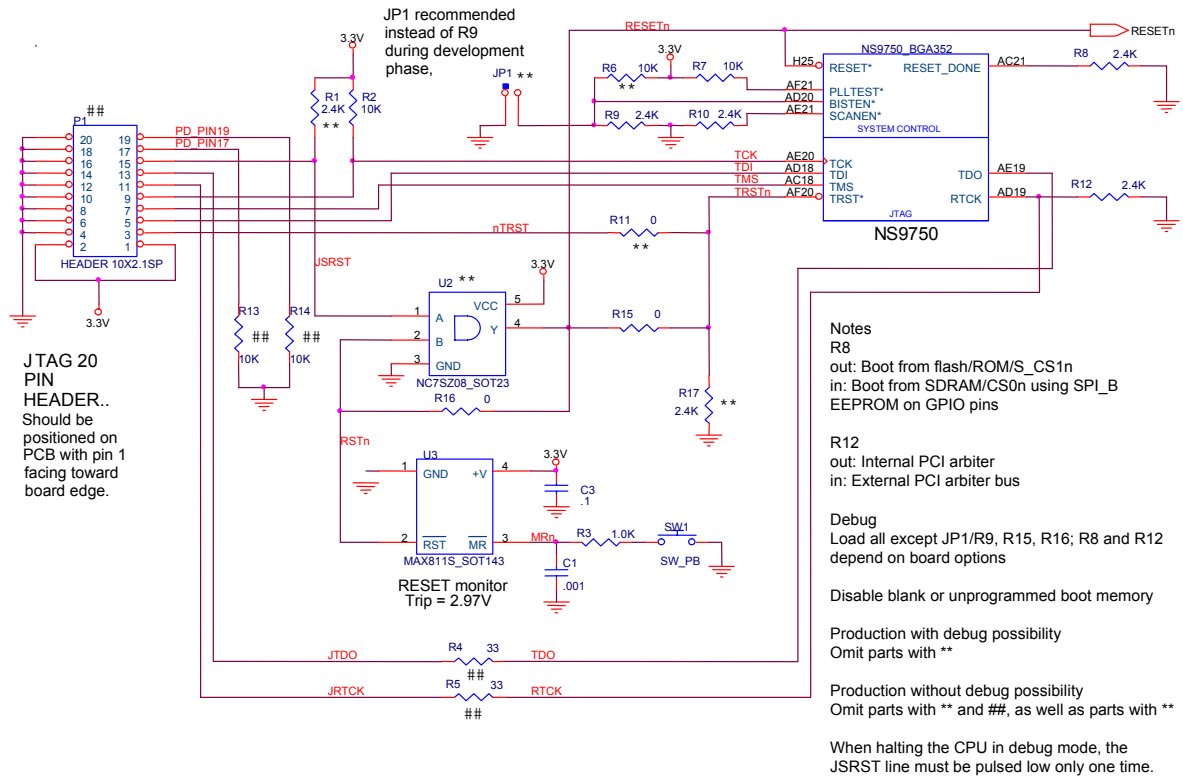 JP1 recommended
instead of R9
during development
phase,
RESETn
RESETn
3.3V
3.3V
NS9750_BGA352
R8
2.4K
H25
RESET*
RESET_DONE
AC21
R6
10K
**
R7
10K
JP1
**
AF21
PLLTEST*
AD20
BISTEN*
AE21
SCANEN*
SYSTEM CONTROL
R9
2.4K
R10
2.4K
R1
2.4K
**
R2
10K
##
P1
20
19
18
17
16
15
14
13
12
11
10
9
8
7
6
5
4
3
2
1
HEADER 10X2.1SP
PD_PIN19
PD_PIN17
TCK
AE20
TCK
TDI
AD18
TDI
TMS
AC18
TMS
TRSTn
AF20
TRST*
TDO
AE19
RTCK
AD19
JTAG
NS9750
R12
2.4K
nTRST
R11
0
**
JSRST
3.3V
U2
**
1
A
2
B
3
GND
VCC
5
Y
4
NC7SZ08_SOT23
R15
0
3.3V
R13
##
10K
R14
##
10K
R16
0
R17
2.4K
**
JTAG 20
PIN
HEADER..
Should be
positioned on
PCB with pin 1
facing toward
board edge.
RSTn
U3
1
GND
+V
4
2
RST
MR
3
MAX811S_SOT143
3.3V
C3
.1
MRn
R3
1.0K
SW1
SW_PB
C1
.001
RESET monitor
Trip = 2.97V
JTDO
R4
33
TDO
##
JRTCK
R5
33
RTCK
##
Notes
R8
out: Boot from flash/ROM/S_CS1n
in: Boot from SDRAM/CS0n using SPI_B
EEPROM on GPIO pins
R12
out: Internal PCI arbiter
in: External PCI arbiter bus
Debug
Load all except JP1/R9, R15, R16; R8 and R12
depend on board options
Disable blank or unprogrammed boot memory
Production with debug possibility
Omit parts with **
Production without debug possibility
Omit parts with ** and ##, as well as parts with **
When halting the CPU in debug mode, the
JSRST line must be pulsed low only one time.